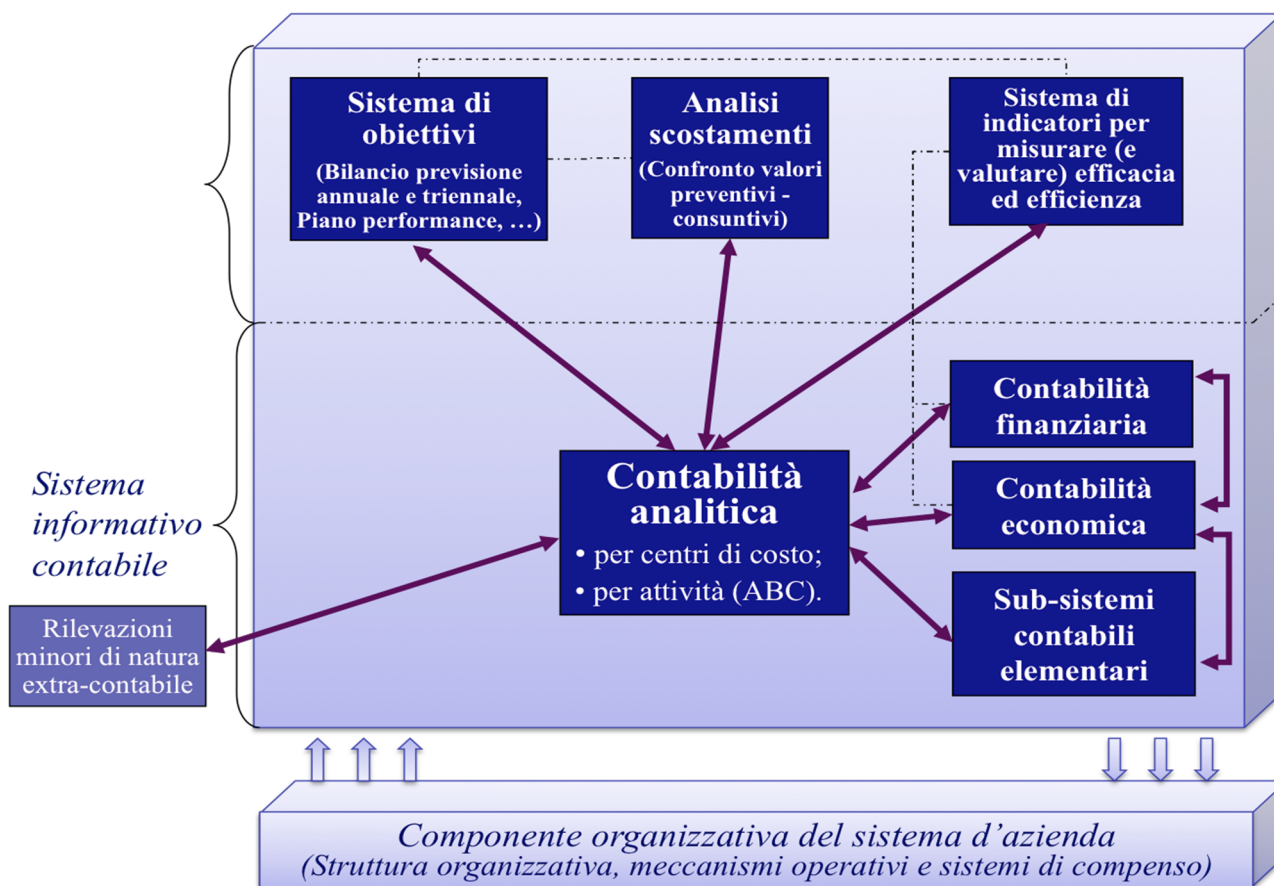 Sistema di
obiettivi
(Bilancio previsione
annuale e triennale,
Piano performance, …)
Analisi
scostamenti
(Confronto valori
preventivi -
consuntivi)
Sistema di
indicatori per
misurare (e
valutare) efficacia
ed efficienza
Contabilità
finanziaria
Contabilità
analitica
• per centri di costo;
• per attività (ABC).
Contabilità
economica
Sub-sistemi
contabili
elementari
Sistema
informativo
contabile
Rilevazioni
minori di natura
extra-contabile
Componente organizzativa del sistema d’azienda
(Struttura organizzativa, meccanismi operativi e sistemi di compenso)